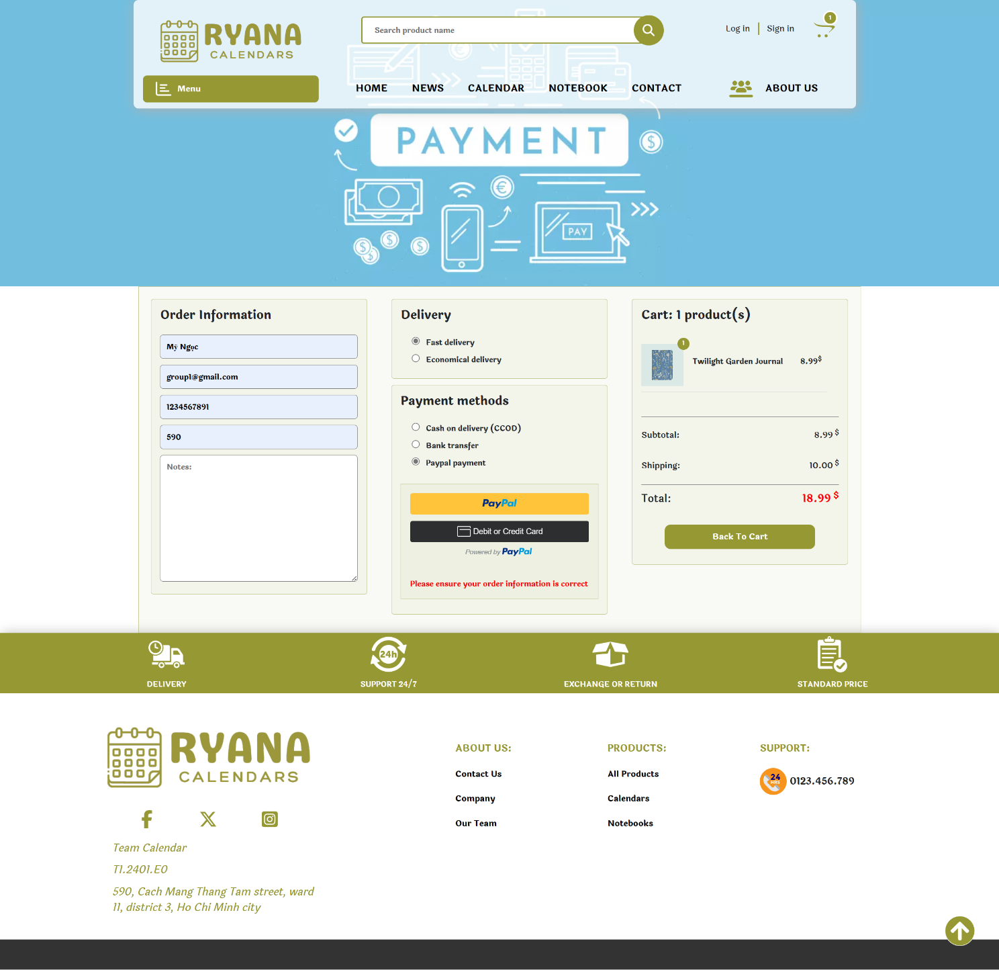 RYANA
CALENDARS
Search product name
Log in
Sign in
1
Menu
HOME
NEWS
CALENDAR
NOTEBOOK
CONTACT
ABOUT US
PAYMENT
$
€
$
$
$
PAY
Order Information
Mỹ Ngọc
group1@gmail.com
1234567891
590
Notes:
Delivery
Fast delivery
Economical delivery
Payment methods
Cash on delivery (CCOD)
Bank transfer
Paypal payment
PayPal
Debit or Credit Card
Powered by PayPal
Please ensure your order information is correct
Cart: 1 product(s)
1
Twilight Garden Journal 8.99$
Subtotal: 8.99 $
Shipping: 10.00 $
Total: 18.99 $
Back To Cart
24h
DELIVERY
SUPPORT 24/7
EXCHANGE OR RETURN
STANDARD PRICE
RYANA
CALENDARS
Team Calendar
T1.2401.E0
590, Cach Mang Thang Tam street, ward
11, district 3, Ho Chi Minh city
ABOUT US:
Contact Us
Company
Our Team
PRODUCTS:
All Products
Calendars
Notebooks
SUPPORT:
24
HRS
0123.456.789